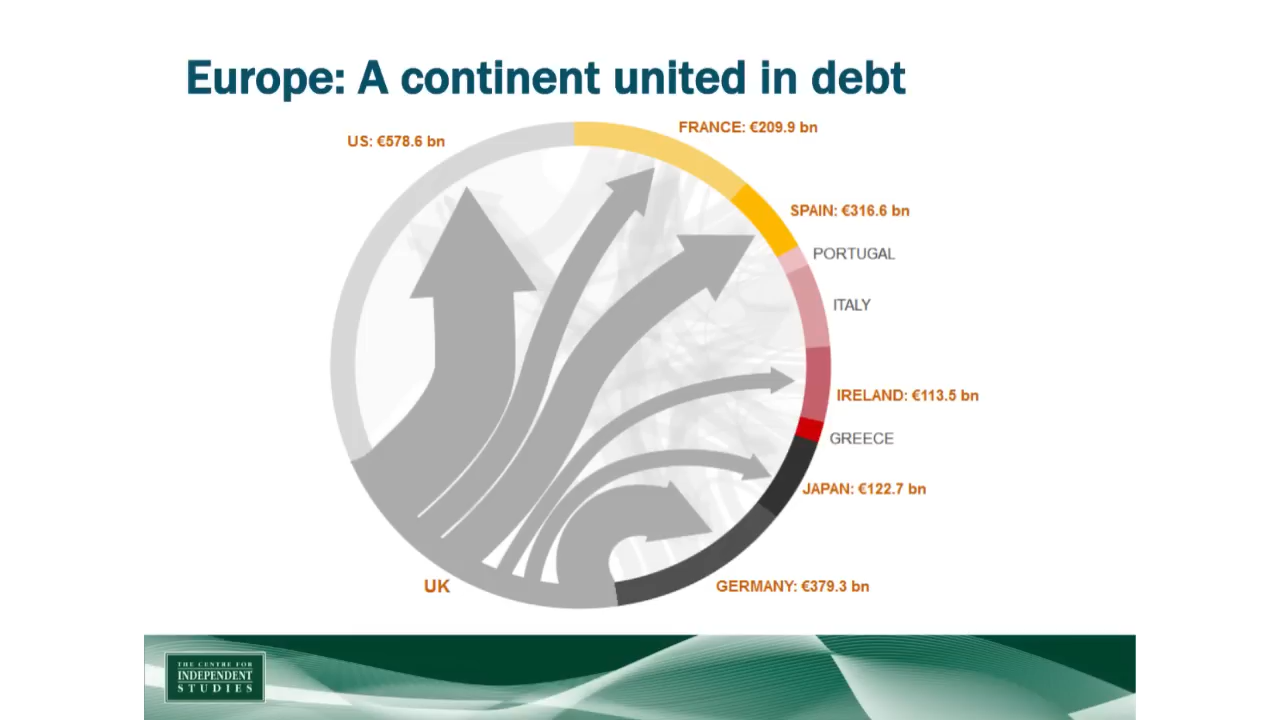 Europe: A continent united in debt
US: €578.6 bn
FRANCE: €209.9 bn
SPAIN: €316.6 bn
PORTUGAL
ITALY
IRELAND: €113.5 bn
GREECE
JAPAN: €122.7 bn
GERMANY: €379.3 bn
UK
THE CENTRE FOR
INDEPENDENT
STUDIES